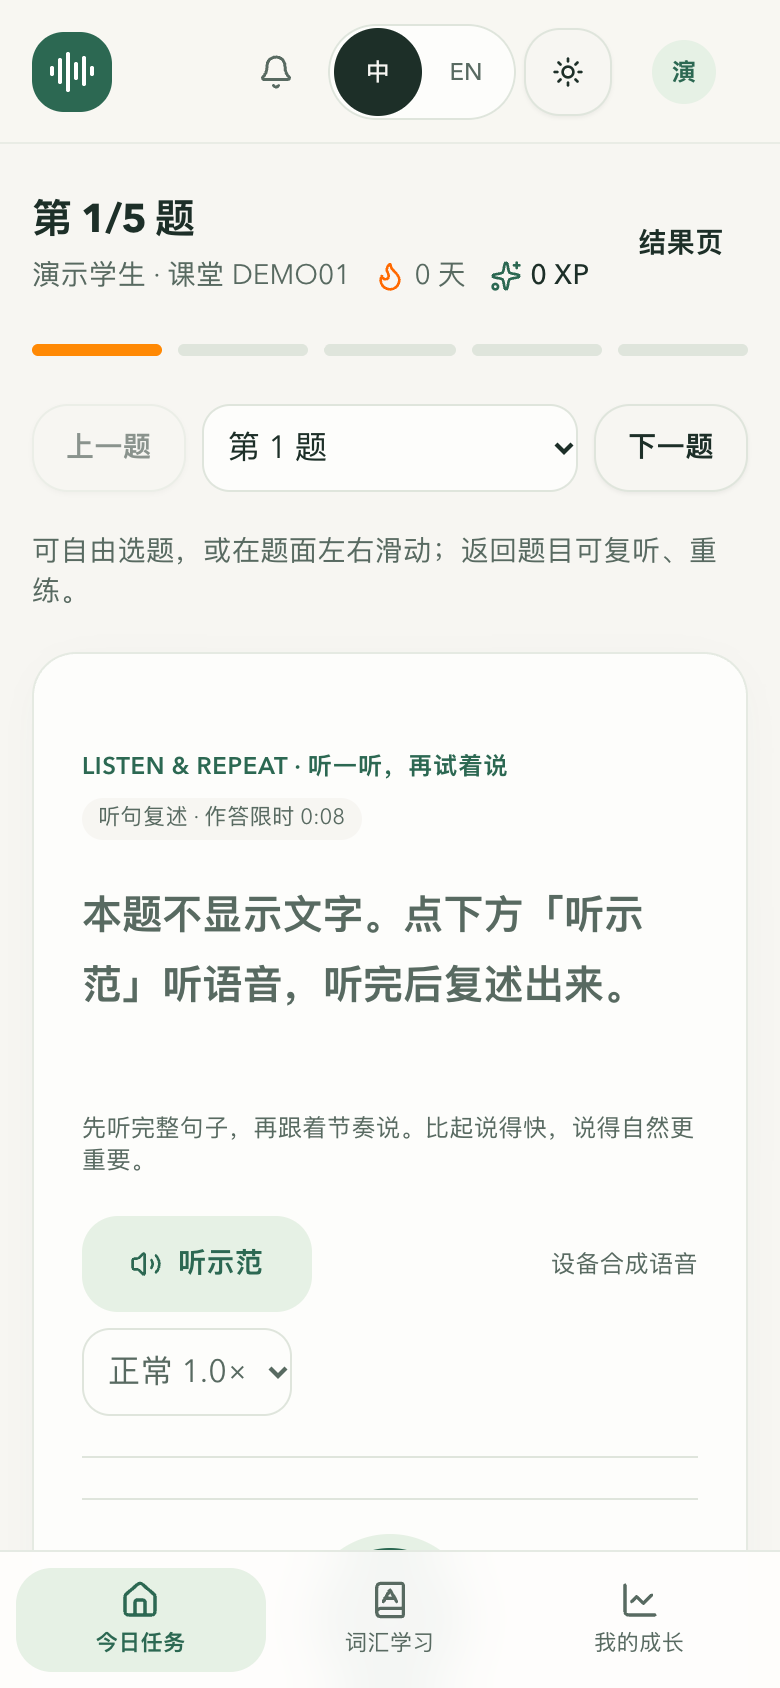 中 EN 演
第 1/5 题
演示学生 · 课堂 DEMO01 0 天 0 XP
结果页
上一题 第 1 题 下一题
可自由选题，或在题面左右滑动；返回题目可复听、重
练。
LISTEN & REPEAT · 听一听，再试着说
听句复述 · 作答限时 0:08
本题不显示文字。点下方「听示
范」听语音，听完后复述出来。
先听完整句子，再跟着节奏说。比起说得快，说得自然更
重要。
听示范 设备合成语音
正常 1.0×
今日任务 词汇学习 我的成长